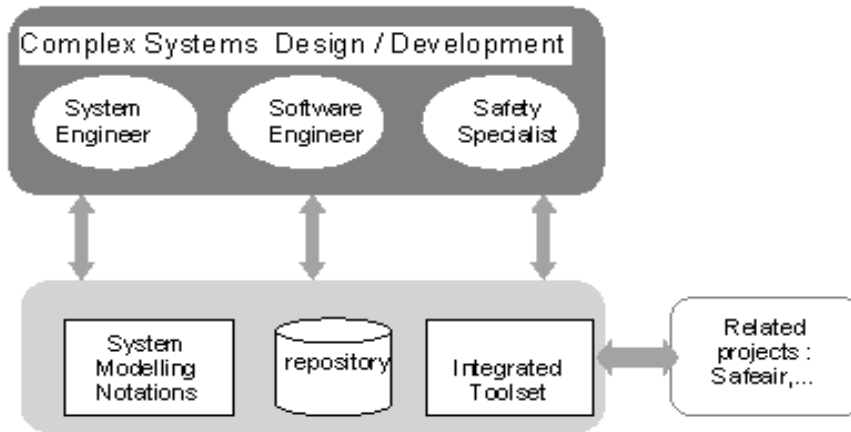 Complex Systems Design / Development
System
Engineer
Software
Engineer
Safety
Specialist
System
Modelling
Notations
repository
Integrated
Toolset
Related
projects :
Safeair,...